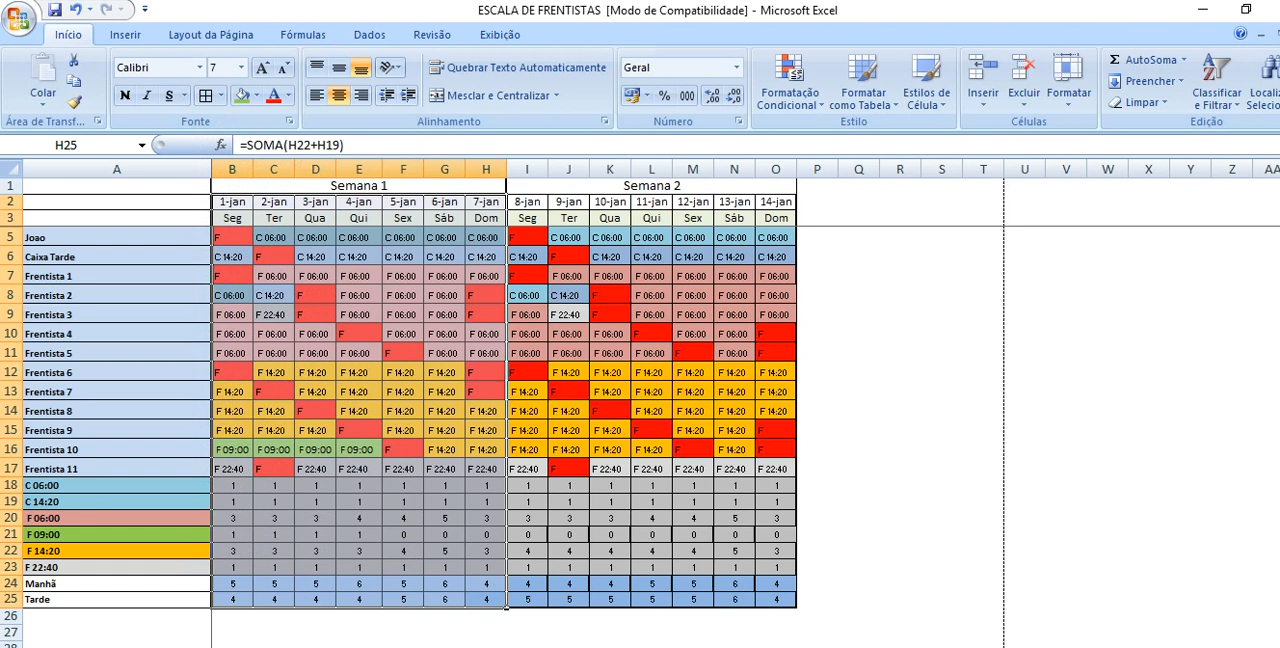 ESCALA DE FRENTISTAS [Modo de Compatibilidade] - Microsoft Excel
Início Inserir Layout da Página Fórmulas Dados Revisão Exibição
Calibri 7 Quebrar Texto Automaticamente Geral AutoSoma
Colar N I S Mesclar e Centralizar % 000 Formatação Condicional Formatar como Tabela Estilos de Célula Inserir Excluir Formatar Preencher Limpar Classificar e Filtrar
Área de Transf... Fonte Alinhamento Número Estilo Células Edição
H25 fx =SOMA(H22+H19)
A B C D E F G H I J K L M N O P Q R S T U V W X Y Z AA
1 Semana 1 Semana 2
2 1-jan 2-jan 3-jan 4-jan 5-jan 6-jan 7-jan 8-jan 9-jan 10-jan 11-jan 12-jan 13-jan 14-jan
3 Seg Ter Qua Qui Sex Sáb Dom Seg Ter Qua Qui Sex Sáb Dom
5 Joao F C 06:00 C 06:00 C 06:00 C 06:00 C 06:00 C 06:00 F C 06:00 C 06:00 C 06:00 C 06:00 C 06:00 C 06:00
6 Caixa Tarde C 14:20 F C 14:20 C 14:20 C 14:20 C 14:20 C 14:20 C 14:20 F C 14:20 C 14:20 C 14:20 C 14:20 C 14:20
7 Frentista 1 F F 06:00 F 06:00 F 06:00 F 06:00 F 06:00 F 06:00 F F 06:00 F 06:00 F 06:00 F 06:00 F 06:00 F 06:00
8 Frentista 2 C 06:00 C 14:20 F F 06:00 F 06:00 F 06:00 F C 06:00 C 14:20 F F 06:00 F 06:00 F 06:00 F 06:00
9 Frentista 3 F 06:00 F 22:40 F F 06:00 F 06:00 F 06:00 F F 06:00 F 22:40 F F 06:00 F 06:00 F 06:00 F 06:00
10 Frentista 4 F 06:00 F 06:00 F 06:00 F F 06:00 F 06:00 F 06:00 F 06:00 F 06:00 F 06:00 F F 06:00 F 06:00 F
11 Frentista 5 F 06:00 F 06:00 F 06:00 F 06:00 F F 06:00 F 06:00 F 06:00 F 06:00 F 06:00 F 06:00 F F 06:00 F
12 Frentista 6 F F 14:20 F 14:20 F 14:20 F 14:20 F 14:20 F F F 14:20 F 14:20 F 14:20 F 14:20 F 14:20 F 14:20
13 Frentista 7 F 14:20 F F 14:20 F 14:20 F 14:20 F 14:20 F F 14:20 F F 14:20 F 14:20 F 14:20 F 14:20 F 14:20
14 Frentista 8 F 14:20 F 14:20 F F 14:20 F 14:20 F 14:20 F 14:20 F 14:20 F 14:20 F F 14:20 F 14:20 F 14:20 F 14:20
15 Frentista 9 F 14:20 F 14:20 F 14:20 F F 14:20 F 14:20 F 14:20 F 14:20 F 14:20 F 14:20 F F 14:20 F 14:20 F
16 Frentista 10 F 09:00 F 09:00 F 09:00 F 09:00 F F 14:20 F 14:20 F 14:20 F 14:20 F 14:20 F 14:20 F F 14:20 F
17 Frentista 11 F 22:40 F F 22:40 F 22:40 F 22:40 F 22:40 F 22:40 F 22:40 F F 22:40 F 22:40 F 22:40 F 22:40 F 22:40
18 C 06:00 1 1 1 1 1 1 1 1 1 1 1 1 1 1
19 C 14:20 1 1 1 1 1 1 1 1 1 1 1 1 1 1
20 F 06:00 3 3 3 4 4 5 3 3 3 3 4 4 5 3
21 F 09:00 1 1 1 1 0 0 0 0 0 0 0 0 0 0
22 F 14:20 3 3 3 3 4 5 3 4 4 4 4 4 5 3
23 F 22:40 1 1 1 1 1 1 1 1 1 1 1 1 1 1
24 Manhã 5 5 5 6 5 6 4 4 4 4 5 5 6 4
25 Tarde 4 4 4 4 5 6 4 5 5 5 5 5 6 4
26
27